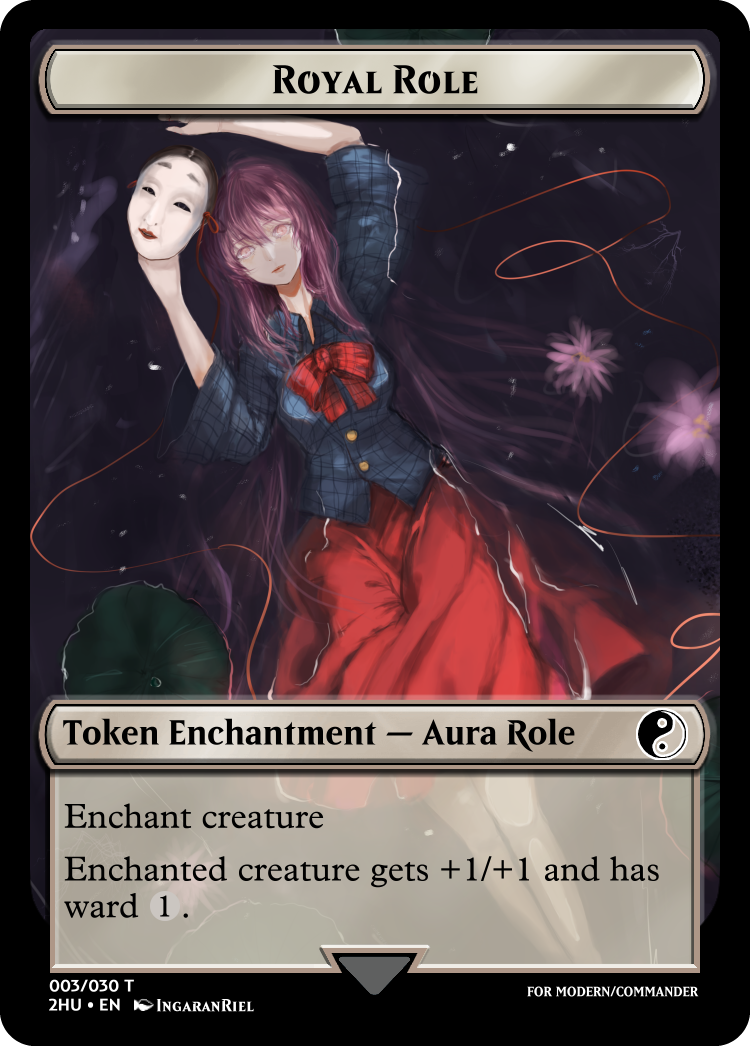 Royal Role
Token Enchantment — Aura Role
Enchant creature
Enchanted creature gets +1/+1 and has
ward 1.
003/030 T
2HU • EN IngaranRiel
FOR MODERN/COMMANDER